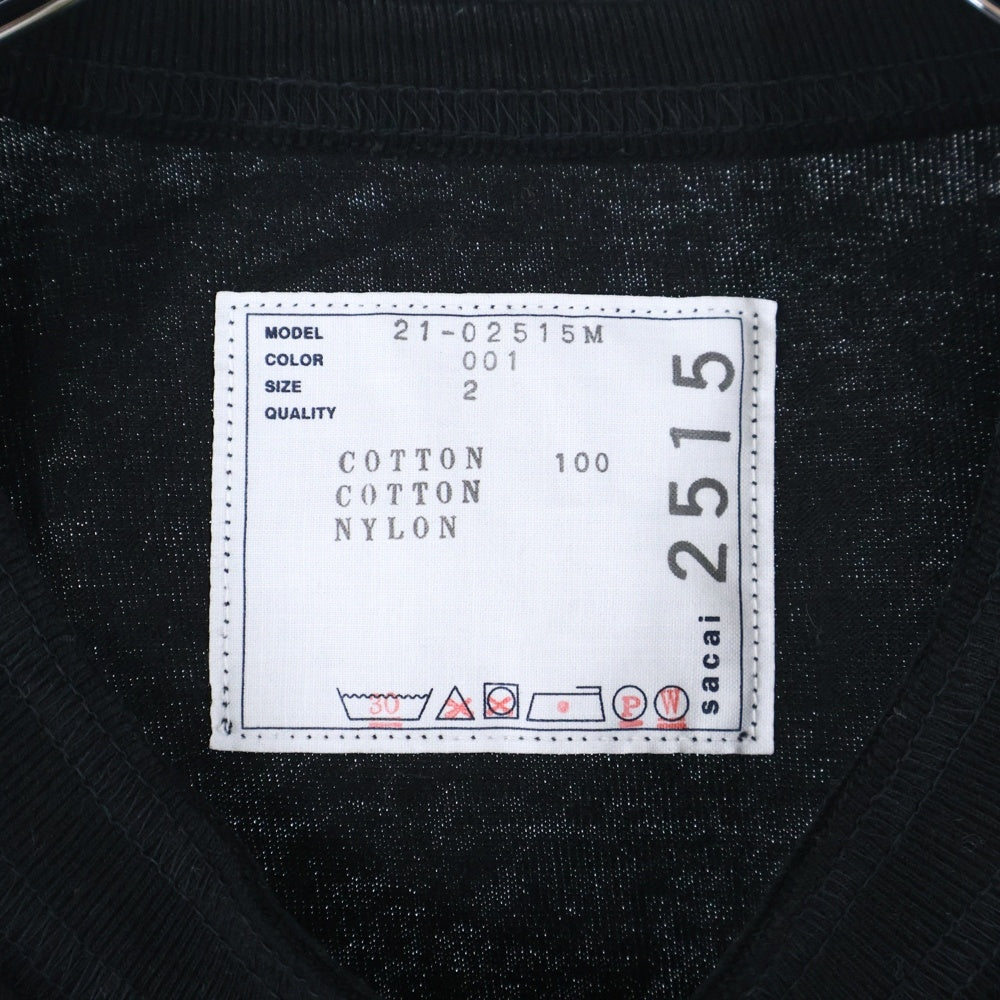 MODEL 21-02515M
COLOR 001
SIZE 2
QUALITY
COTTON 100
COTTON
NYLON
30
P
W
sacai 2515